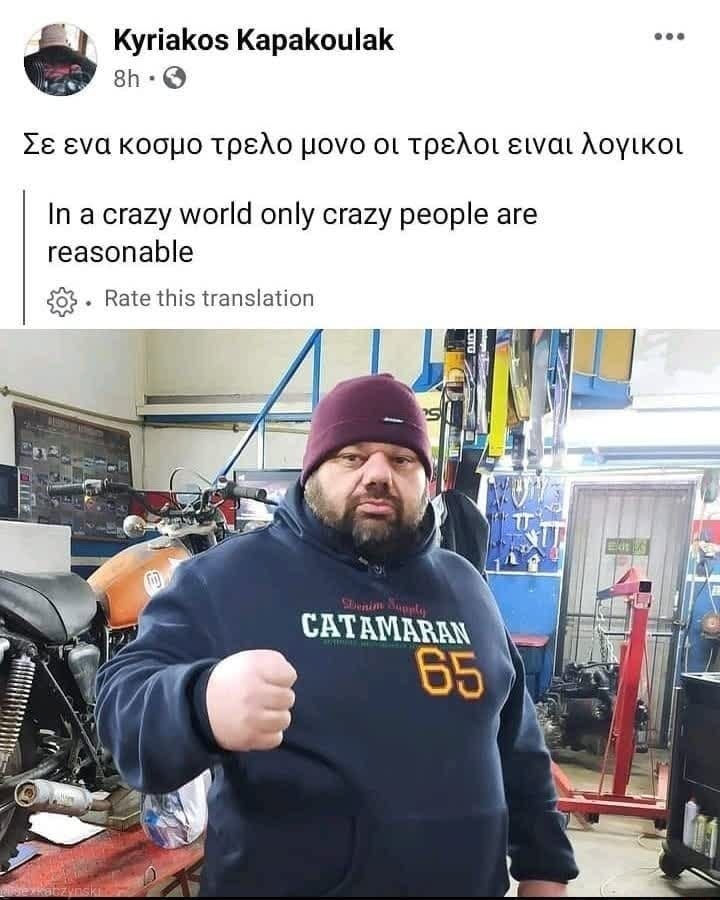 Kyriakos Kapakoulak
8h •
Σε ενα κοσμο τρελο μονο οι τρελοι ειναι λογικοι
In a crazy world only crazy people are
reasonable
Rate this translation
Denim Supply
CATAMARAN
65
EXIT